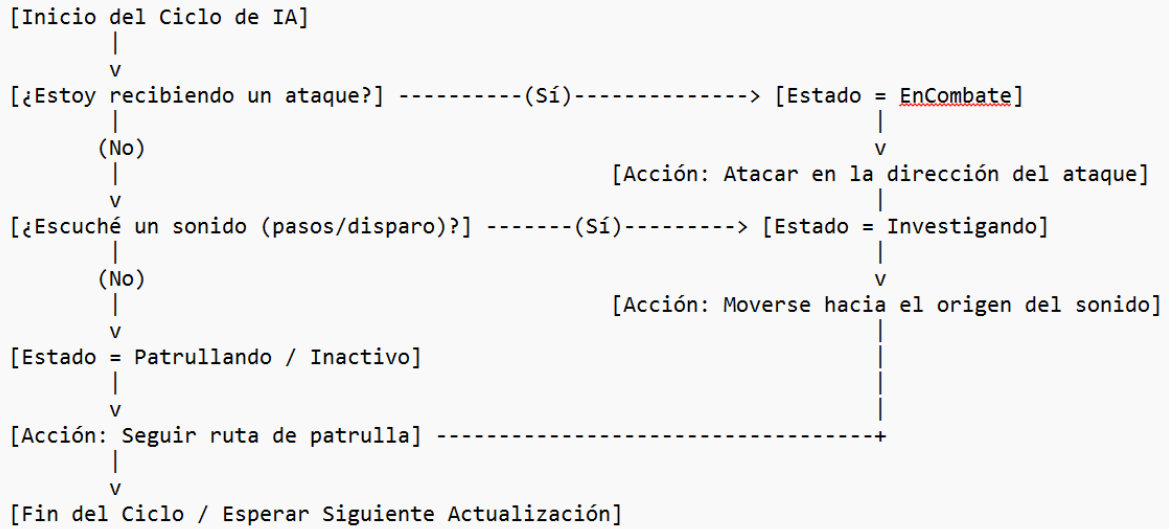 [Inicio del Ciclo de IA]
|
v
[¿Estoy recibiendo un ataque?] ----------(Sí)--------------> [Estado = EnCombate]
| |
(No) v
| [Acción: Atacar en la dirección del ataque]
v |
[¿Escuché un sonido (pasos/disparo)?] -------(Sí)---------> [Estado = Investigando]
| |
(No) v
| [Acción: Moverse hacia el origen del sonido]
v |
[Estado = Patrullando / Inactivo] |
| |
v |
[Acción: Seguir ruta de patrulla] -----------------------------------+
|
v
[Fin del Ciclo / Esperar Siguiente Actualización]